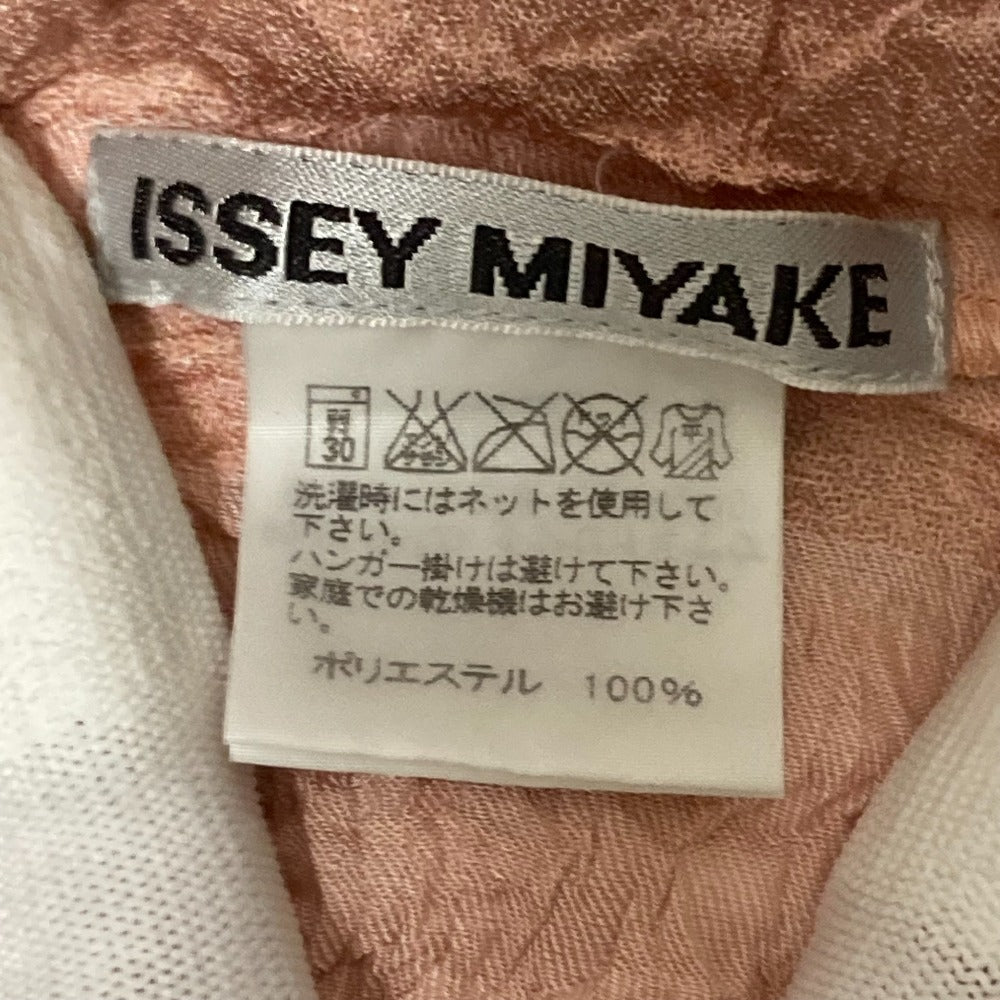 ISSEY MIYAKE
弱
30
洗濯時にはネットを使用して
下さい。
ハンガー掛けは避けて下さい。
家庭での乾燥機はお避け下さ
い。
ポリエステル 100%